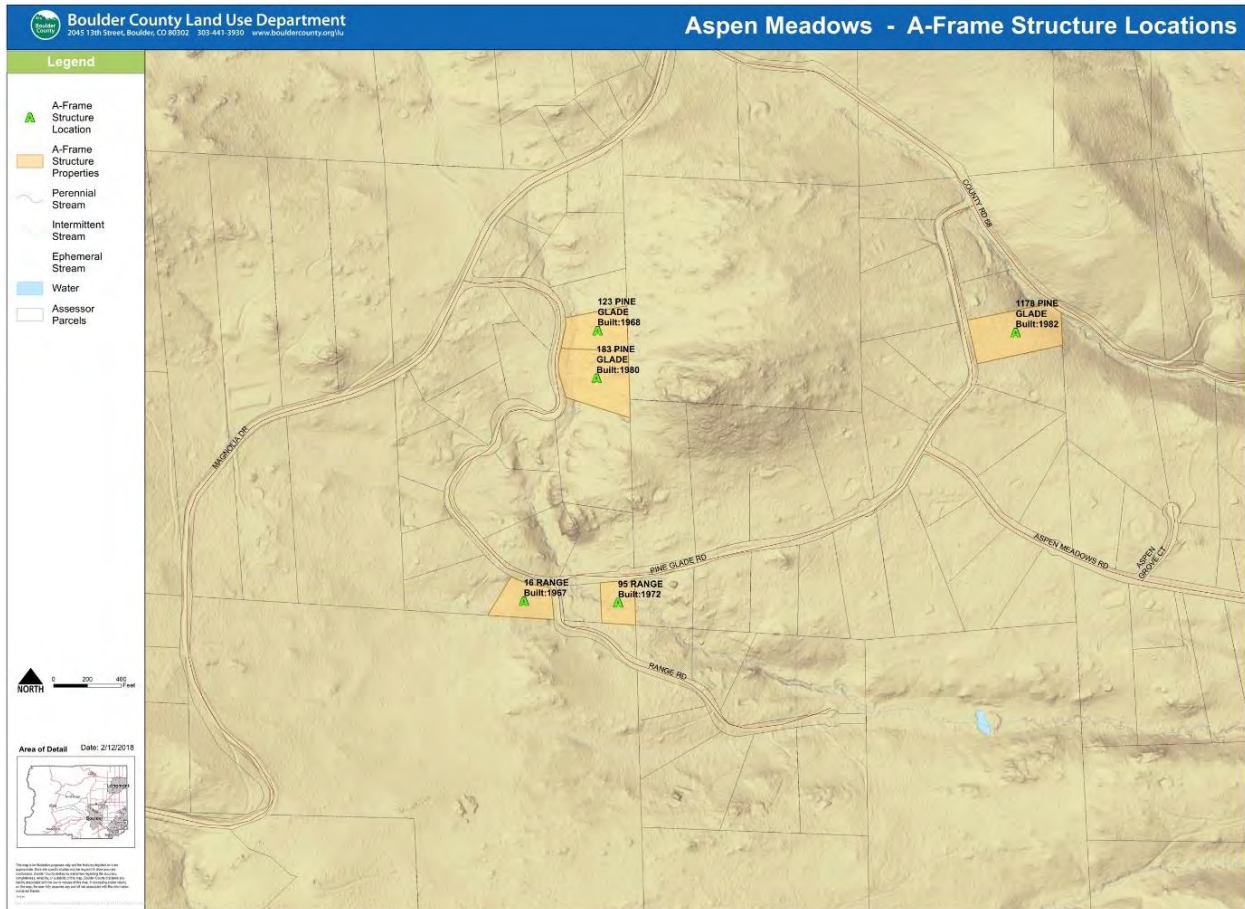 Boulder County
Boulder County Land Use Department
2045 13th Street, Boulder, CO 80302 303-441-3930 www.bouldercounty.org\lu
Aspen Meadows - A-Frame Structure Locations
Legend
A A-Frame
Structure
Location
A-Frame
Structure
Properties
Perennial
Stream
Intermittent
Stream
Ephemeral
Stream
Water
Assessor
Parcels
NORTH
0 200 400
Feet
Area of Detail Date: 2/12/2018
Longmont
Boulder
COUNTY RD 68
123 PINE
GLADE
Built:1968
A
183 PINE
GLADE
Built:1980
A
1178 PINE
GLADE
Built:1982
A
MAGNOLIA DR
PINE GLADE RD
ASPEN MEADOWS RD
ASPEN
GROVE CT
16 RANGE
Built:1967
A
95 RANGE
Built:1972
A
RANGE RD